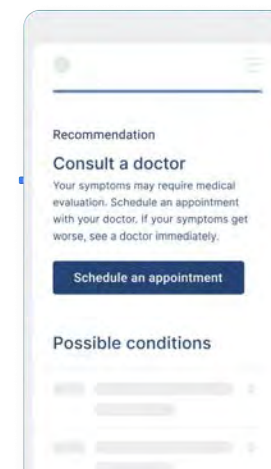 Recommendation
Consult a doctor
Your symptoms may require medical
evaluation. Schedule an appointment
with your doctor. If your symptoms get
worse, see a doctor immediately.
Schedule an appointment
Possible conditions